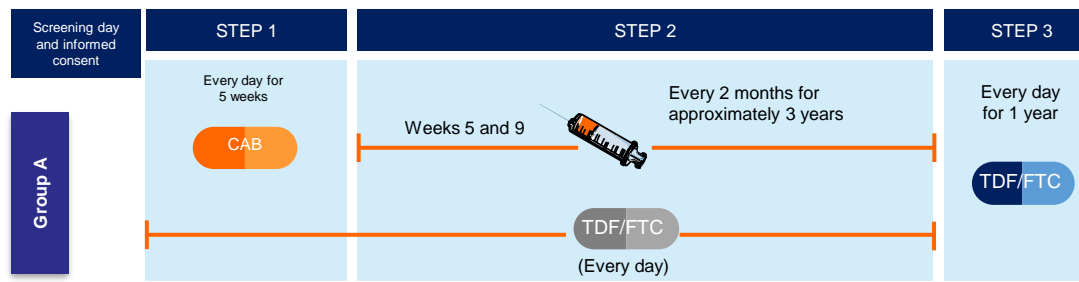 Screening day
and informed
consent
STEP 1
STEP 2
STEP 3
Every day for
5 weeks
CAB
Weeks 5 and 9
Every 2 months for
approximately 3 years
Every day
for 1 year
TDF/FTC
Group A
TDF/FTC
(Every day)